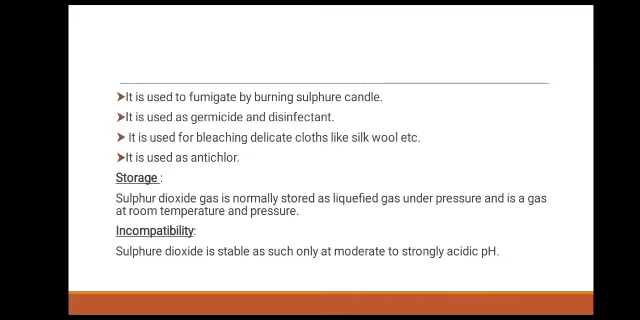 ➤It is used to fumigate by burning sulphure candle.
➤It is used as germicide and disinfectant.
➤ It is used for bleaching delicate cloths like silk wool etc.
➤It is used as antichlor.
Storage :
Sulphur dioxide gas is normally stored as liquefied gas under pressure and is a gas
at room temperature and pressure.
Incompatibility:
Sulphure dioxide is stable as such only at moderate to strongly acidic pH.